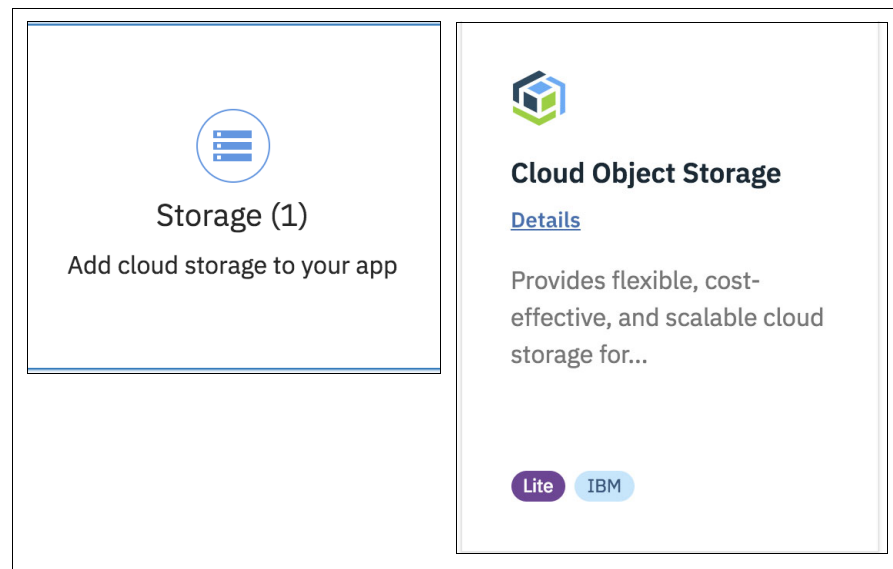 Storage (1)
Add cloud storage to your app
Cloud Object Storage
Details
Provides flexible, cost-
effective, and scalable cloud
storage for...
Lite
IBM